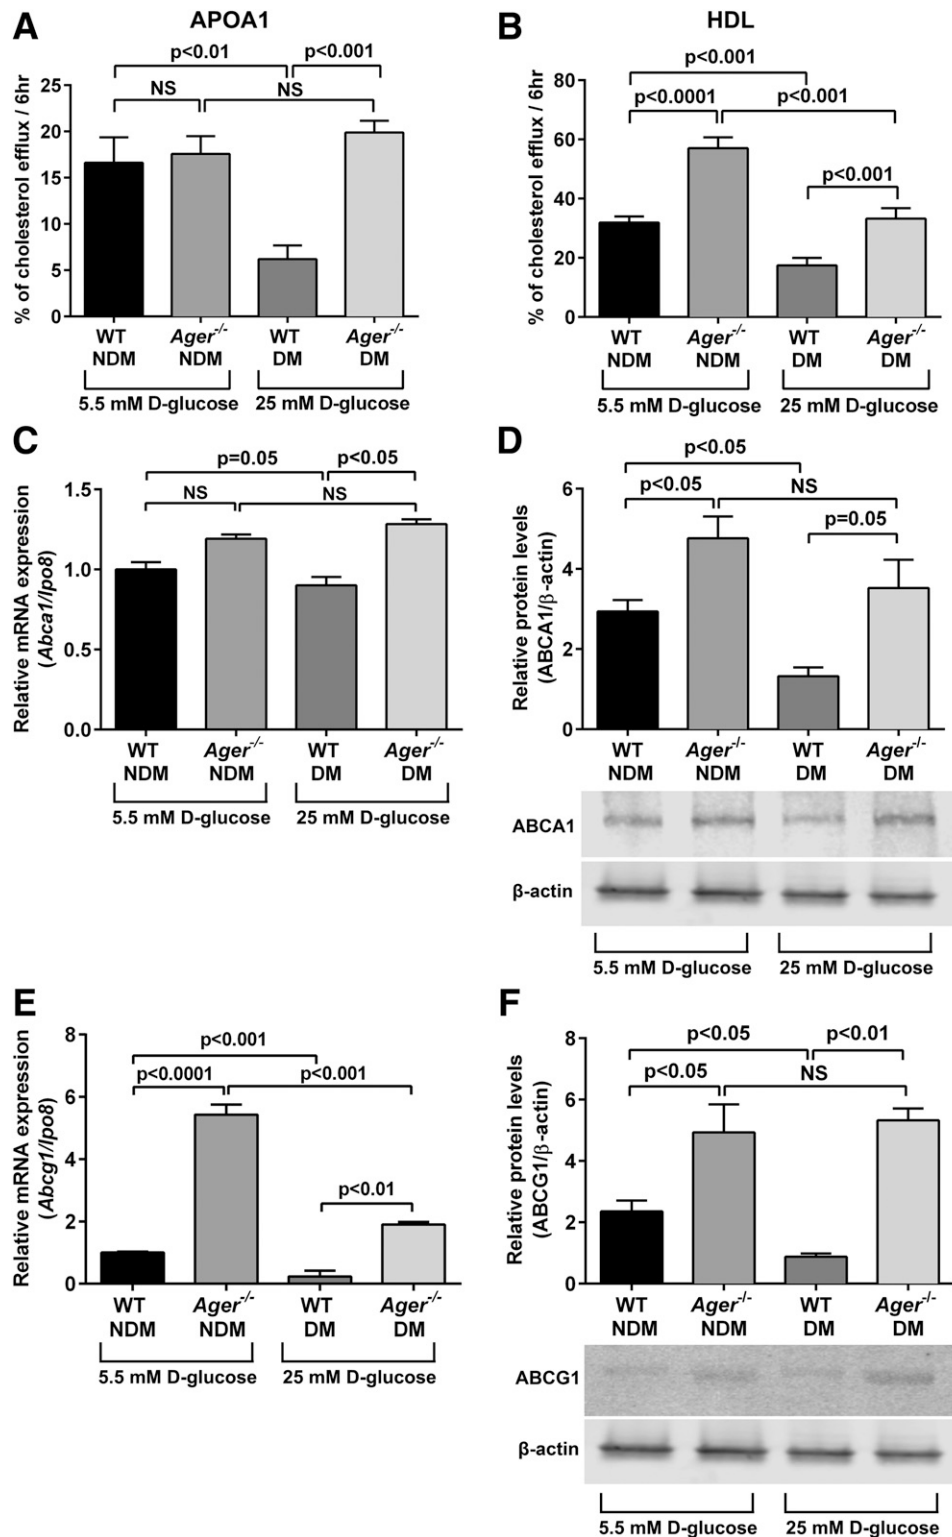 A
APOA1
% of cholesterol efflux / 6hr
25
20
15
10
5
0
p<0.01
p<0.001
NS
NS
WT
NDM
Ager-/-
NDM
WT
DM
Ager-/-
DM
5.5 mM D-glucose
25 mM D-glucose
B
HDL
% of cholesterol efflux / 6hr
80
60
40
20
0
p<0.001
p<0.0001
p<0.001
p<0.001
WT
NDM
Ager-/-
NDM
WT
DM
Ager-/-
DM
5.5 mM D-glucose
25 mM D-glucose
C
Relative mRNA expression
(Abca1/Ipo8)
1.5
1.0
0.5
0.0
p=0.05
p<0.05
NS
NS
WT
NDM
Ager-/-
NDM
WT
DM
Ager-/-
DM
5.5 mM D-glucose
25 mM D-glucose
D
Relative protein levels
(ABCA1/β-actin)
6
4
2
0
p<0.05
p<0.05
NS
p=0.05
WT
NDM
Ager-/-
NDM
WT
DM
Ager-/-
DM
ABCA1
β-actin
5.5 mM D-glucose
25 mM D-glucose
E
Relative mRNA expression
(Abcg1/Ipo8)
8
6
4
2
0
p<0.001
p<0.0001
p<0.001
p<0.01
WT
NDM
Ager-/-
NDM
WT
DM
Ager-/-
DM
5.5 mM D-glucose
25 mM D-glucose
F
Relative protein levels
(ABCG1/β-actin)
8
6
4
2
0
p<0.05
p<0.01
p<0.05
NS
WT
NDM
Ager-/-
NDM
WT
DM
Ager-/-
DM
ABCG1
β-actin
5.5 mM D-glucose
25 mM D-glucose